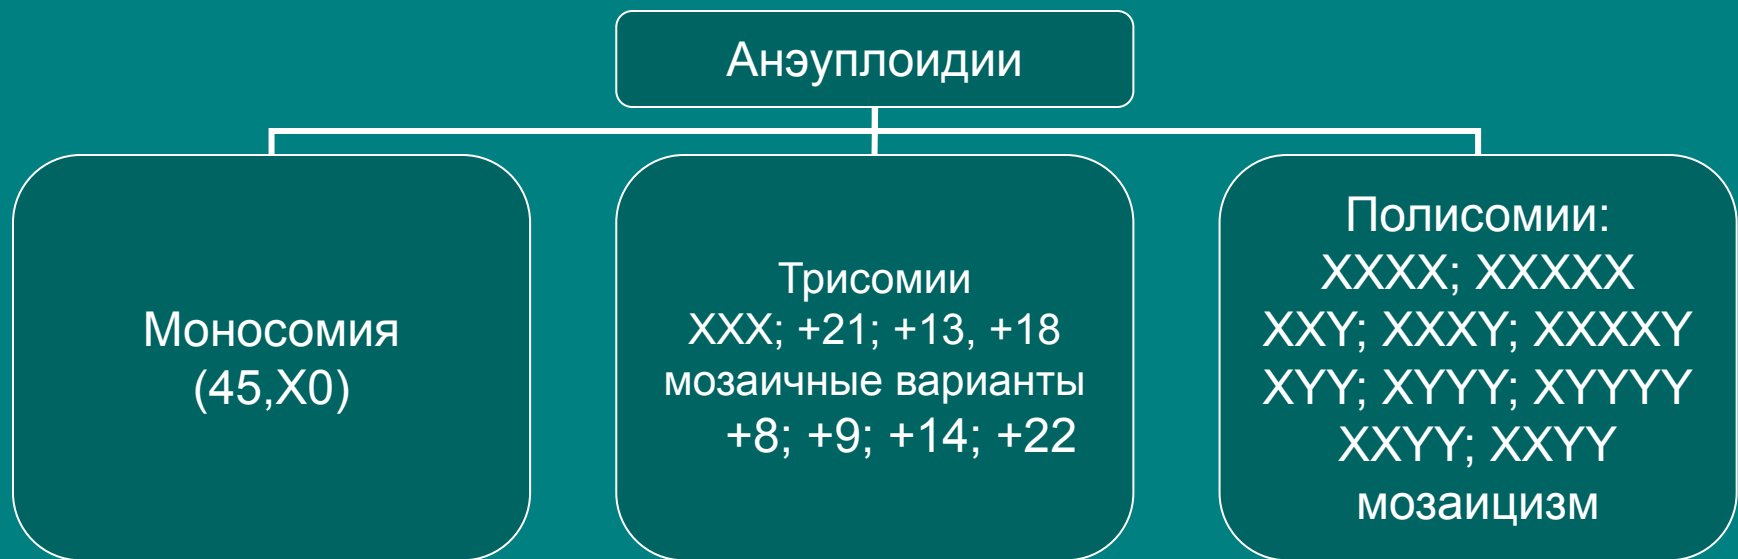 Анэуплоидии
Моносомия
(45,X0)
Трисомии
XXX; +21; +13, +18
мозаичные варианты
+8; +9; +14; +22
Полисомии:
XXXX; XXXXX
XXY; XXXY; XXXXY
XYY; XYYY; XYYYY
XXYY; XXYY
мозаицизм